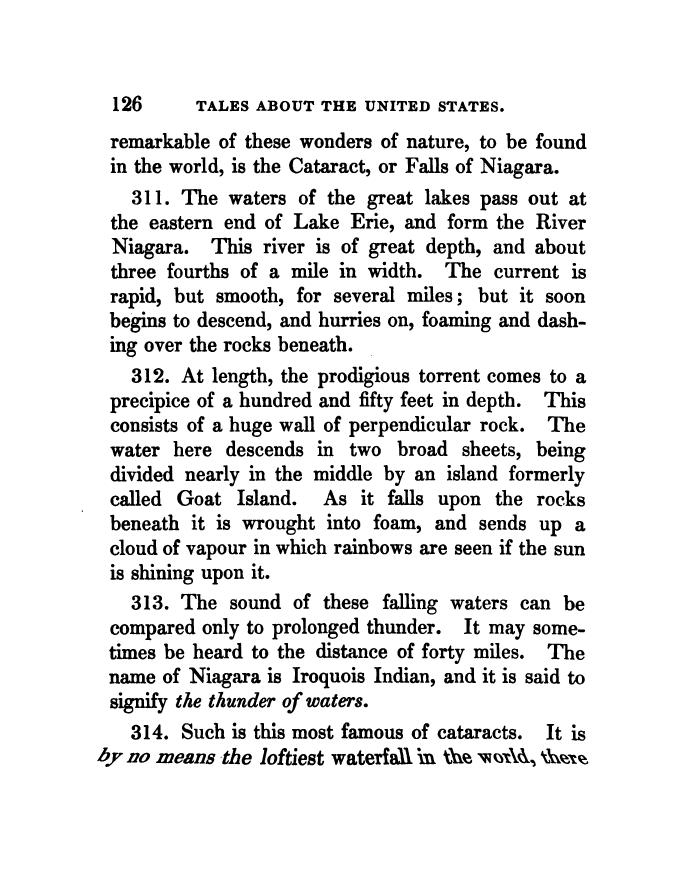 126 TALES ABOUT THE UNITED STATES.
remarkable of these wonders of nature, to be found
in the world, is the Cataract, or Falls of Niagara.
311. The waters of the great lakes pass out at
the eastern end of Lake Erie, and form the River
Niagara. This river is of great depth, and about
three fourths of a mile in width. The current is
rapid, but smooth, for several miles; but it soon
begins to descend, and hurries on, foaming and dash-
ing over the rocks beneath.
312. At length, the prodigious torrent comes to a
precipice of a hundred and fifty feet in depth. This
consists of a huge wall of perpendicular rock. The
water here descends in two broad sheets, being
divided nearly in the middle by an island formerly
called Goat Island. As it falls upon the rocks
beneath it is wrought into foam, and sends up a
cloud of vapour in which rainbows are seen if the sun
is shining upon it.
313. The sound of these falling waters can be
compared only to prolonged thunder. It may some-
times be heard to the distance of forty miles. The
name of Niagara is Iroquois Indian, and it is said to
signify the thunder of waters.
314. Such is this most famous of cataracts. It is
by no means the loftiest waterfall in the world, there